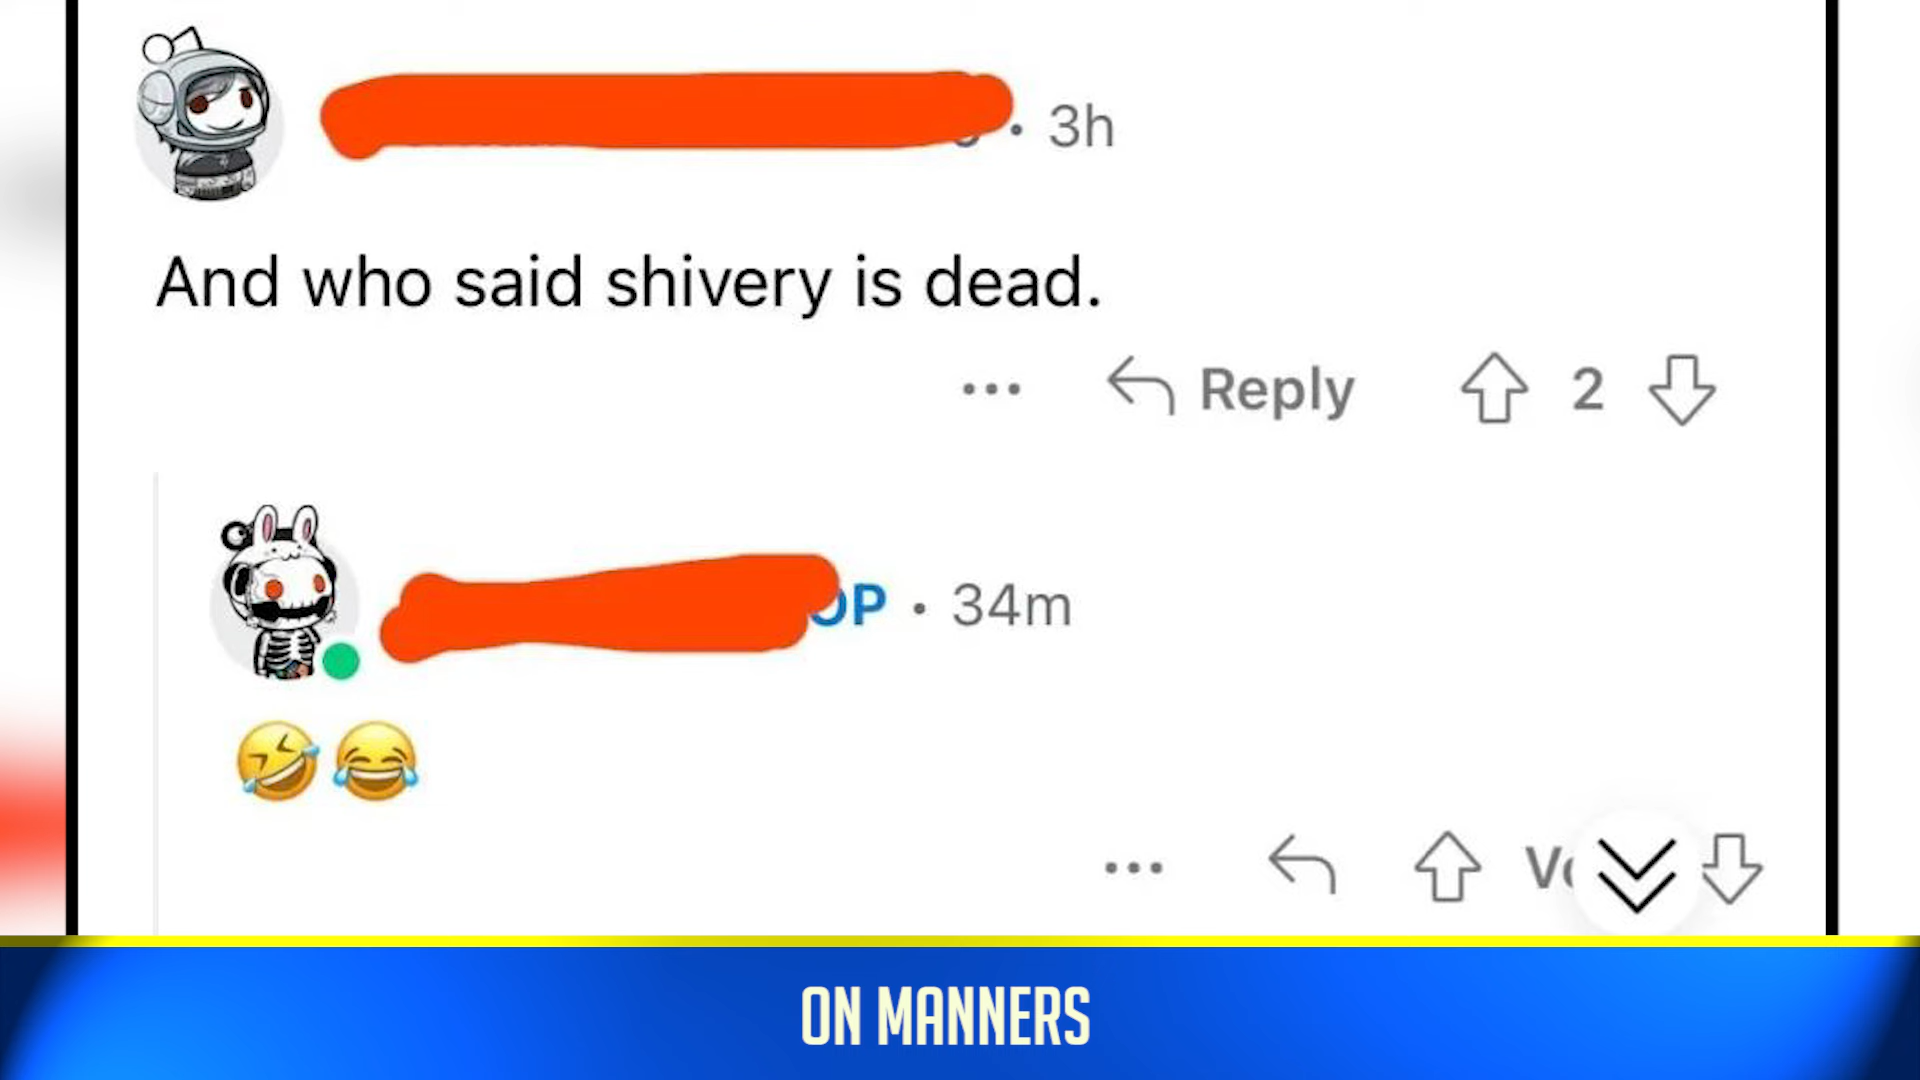 • 3h
And who said shivery is dead.
... Reply 2
OP • 34m
🤣😂
...
ON MANNERS